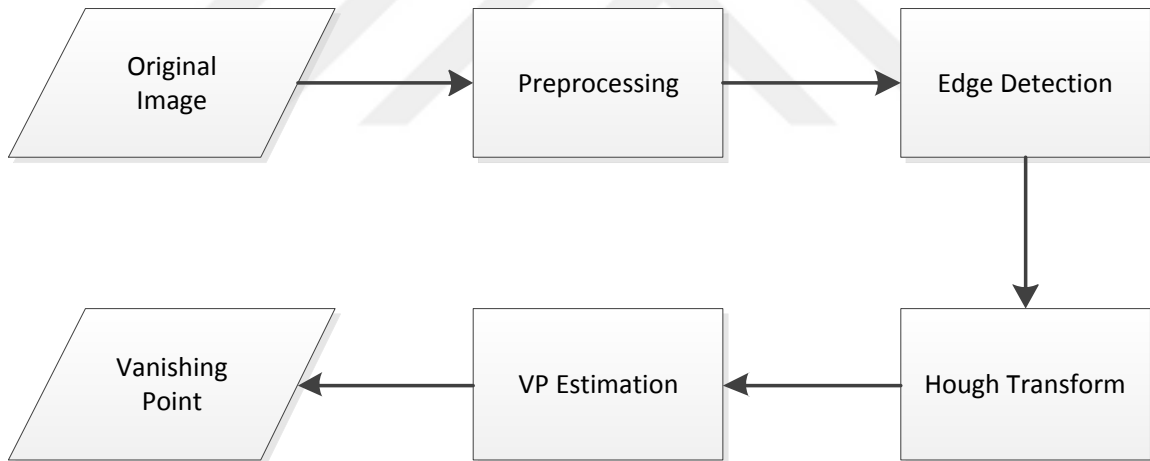 Original
Image
Preprocessing
Edge Detection
Vanishing
Point
VP Estimation
Hough Transform